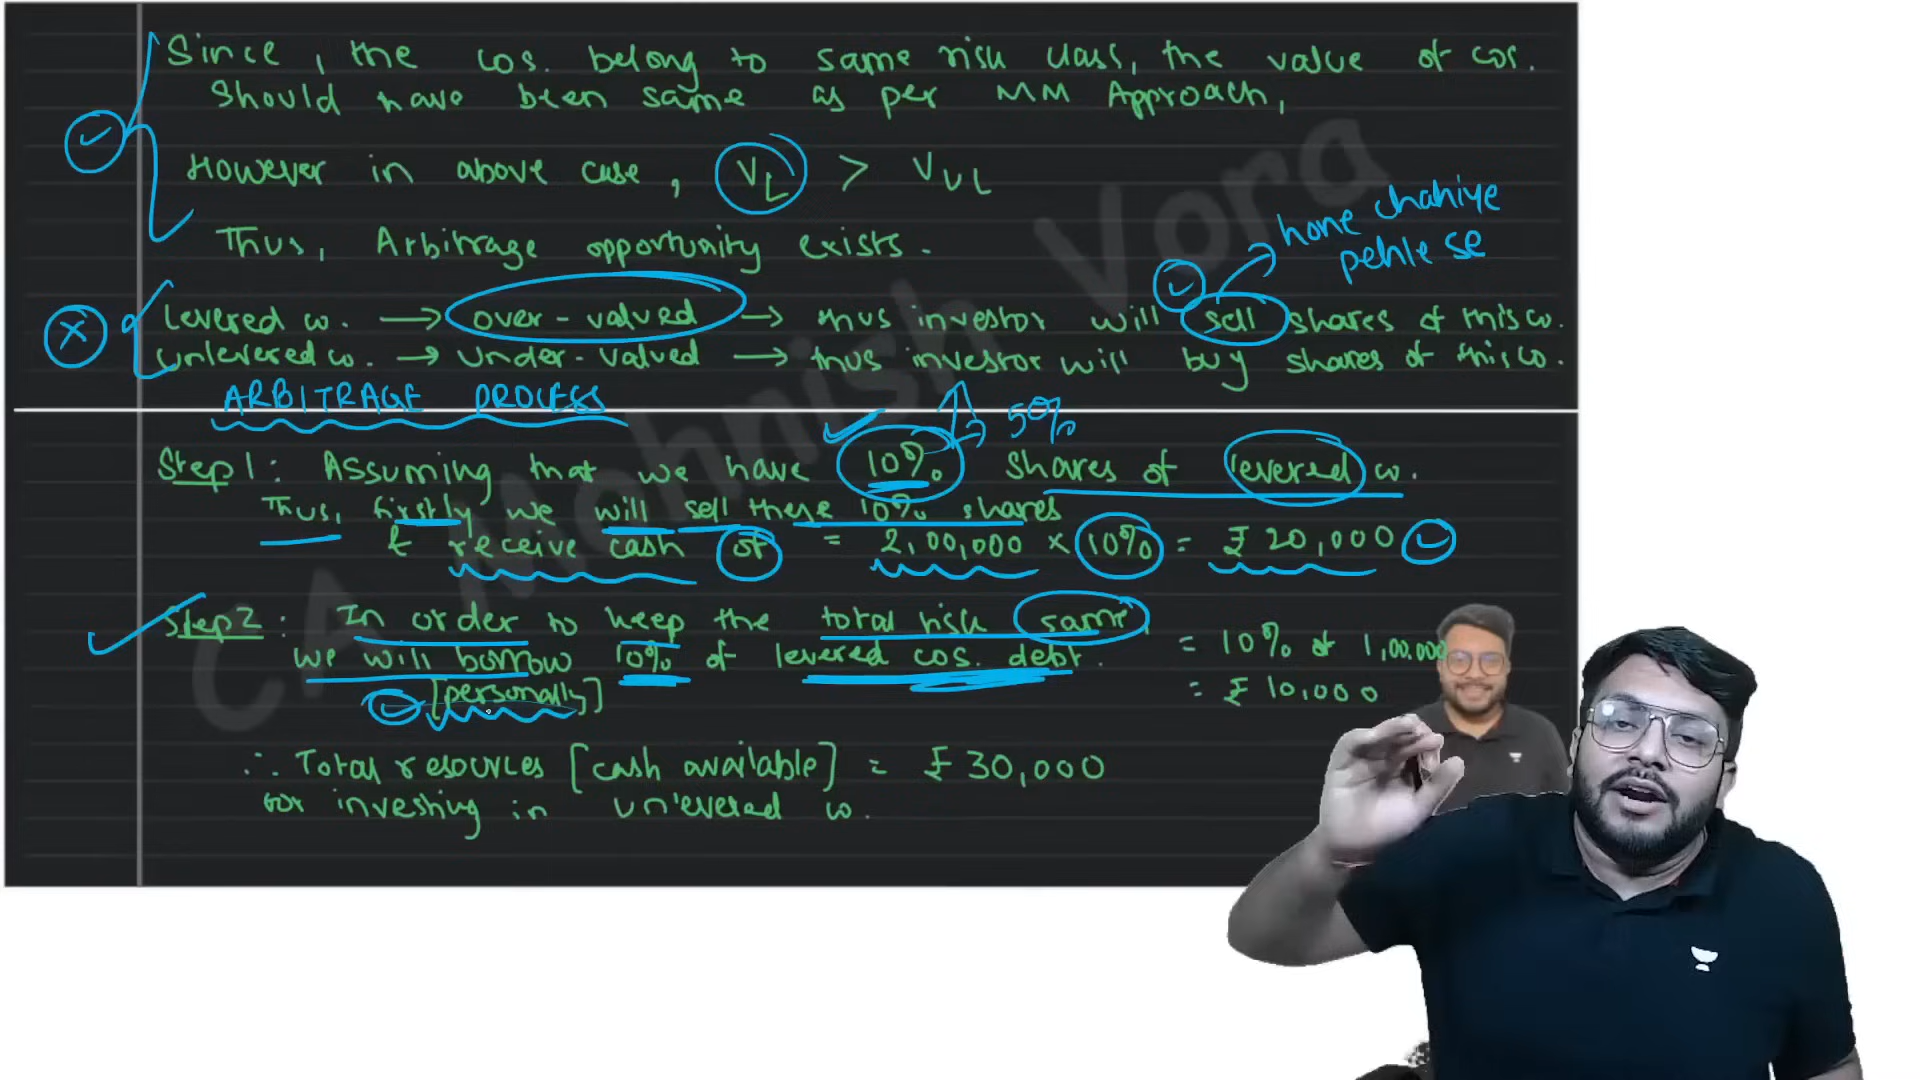 Since, the cos. belong to same risk class, the value of cos.
should have been same as per MM Approach,
However in above case, VL > VUL
hone chahiye
pehle se
Thus, Arbitrage opportunity exists.
Levered co. → over-valued → thus investor will sell shares of this co.
Unlevered co. → Under-valued → thus investor will buy shares of this co.
ARBITRAGE PROCESS
50%
Step 1: Assuming that we have 10% shares of levered co.
Thus, firstly we will sell these 10% shares
& receive cash of = 2,00,000 × 10% = ₹ 20,000
Step 2: In order to keep the total risk same,
we will borrow 10% of levered cos. debt. = 10% of 1,00,000
[personally] = ₹ 10,000
∴ Total resources [cash available] = ₹ 30,000
for investing in unlevered co.
CA Mohnish Vora